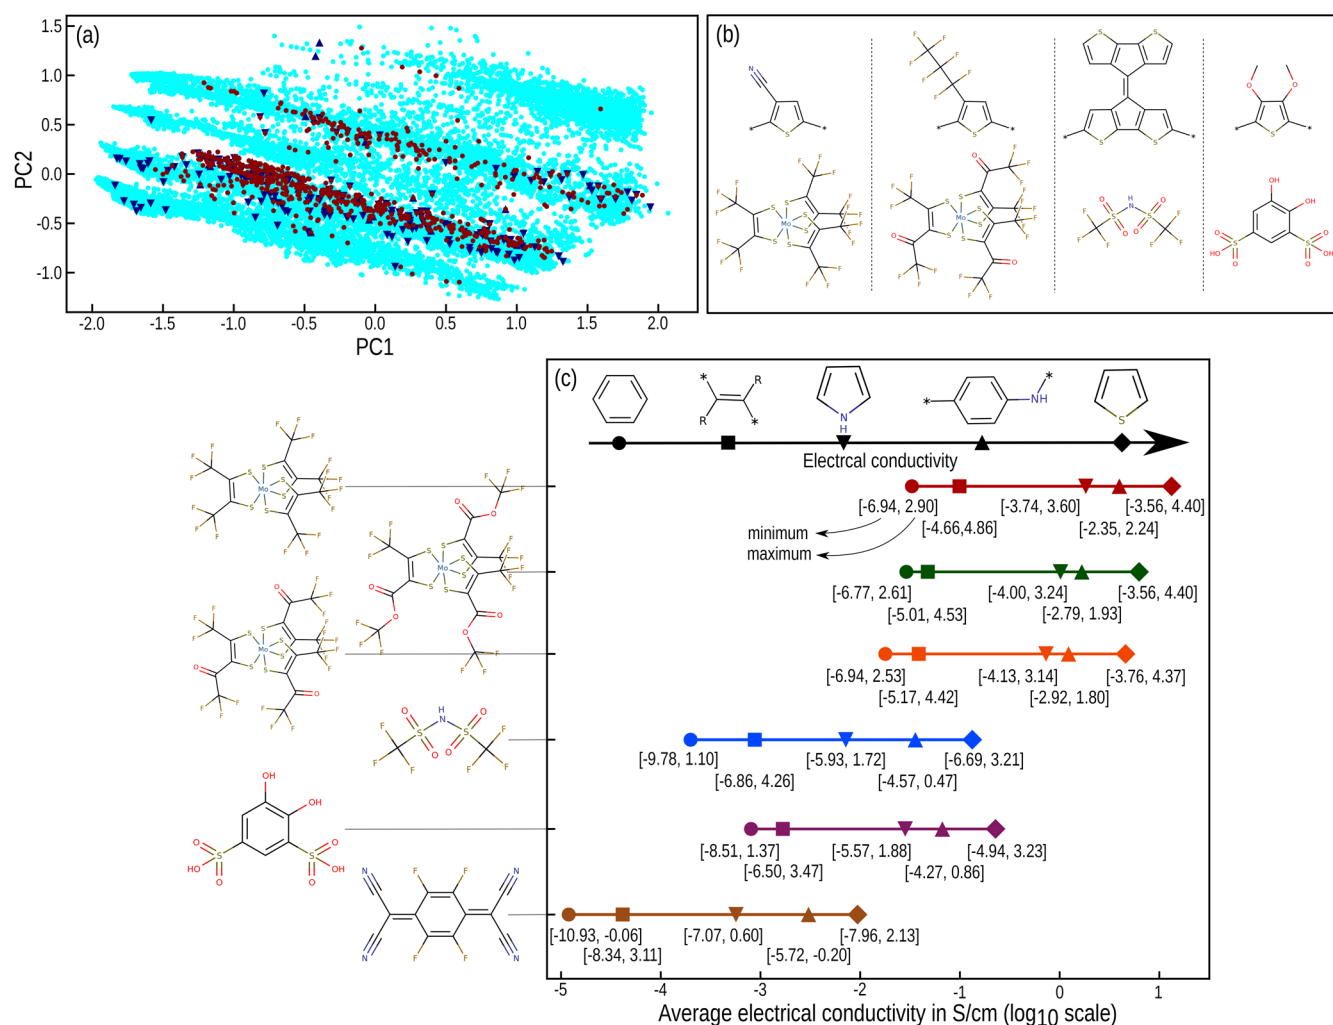 (a)
1.5
1.0
0.5
0.0
-0.5
-1.0
PC2
-2.0 -1.5 -1.0 -0.5 0.0 0.5 1.0 1.5 2.0
PC1
(b)
(c)
Electrcal conductivity
[-6.94, 2.90] [-3.74, 3.60] [-3.56, 4.40]
[-4.66,4.86] [-2.35, 2.24]
minimum
maximum
[-6.77, 2.61] [-4.00, 3.24] [-3.56, 4.40]
[-5.01, 4.53] [-2.79, 1.93]
[-6.94, 2.53] [-4.13, 3.14] [-3.76, 4.37]
[-5.17, 4.42] [-2.92, 1.80]
[-9.78, 1.10] [-5.93, 1.72] [-6.69, 3.21]
[-6.86, 4.26] [-4.57, 0.47]
[-8.51, 1.37] [-5.57, 1.88] [-4.94, 3.23]
[-6.50, 3.47] [-4.27, 0.86]
[-10.93, -0.06] [-7.07, 0.60] [-7.96, 2.13]
[-8.34, 3.11] [-5.72, -0.20]
-5 -4 -3 -2 -1 0 1
Average electrical conductivity in S/cm (log10 scale)